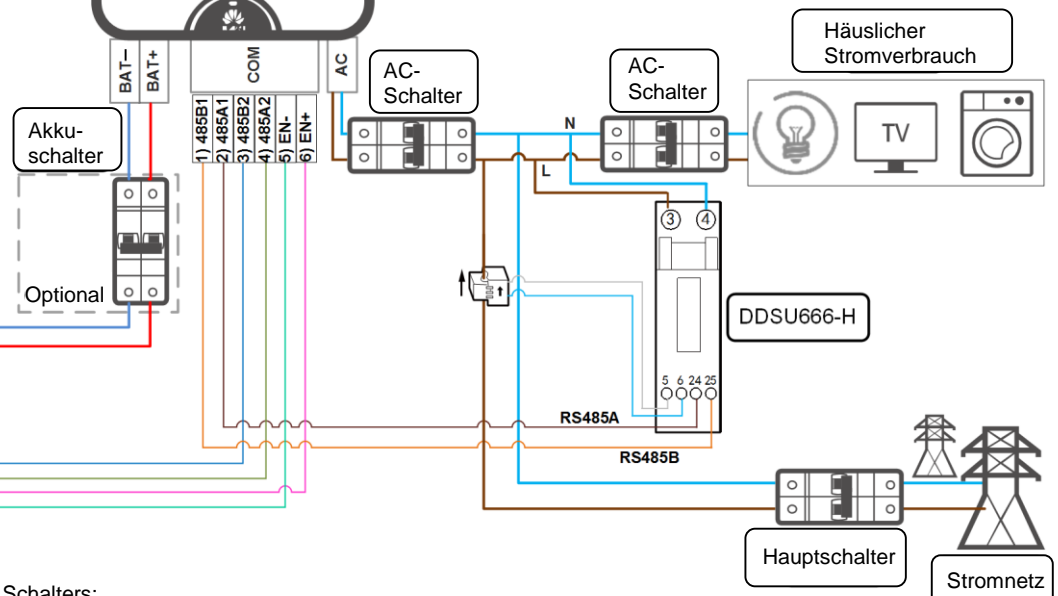 BAT−
BAT+
COM
AC
1) 485B1
2) 485A1
3) 485B2
4) 485A2
5) EN-
6) EN+
Akku-
schalter
Optional
AC-
Schalter
AC-
Schalter
Häuslicher
Stromverbrauch
TV
N
L
3
4
DDSU666-H
5 6 24 25
RS485A
RS485B
Hauptschalter
Stromnetz
Schalters: